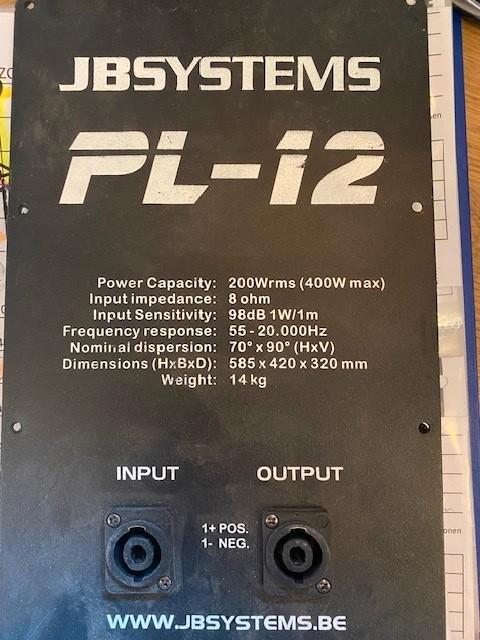 JBSYSTEMS
PL-12
Power Capacity: 200Wrms (400W max)
Input impedance: 8 ohm
Input Sensitivity: 98dB 1W/1m
Frequency response: 55 - 20.000Hz
Nominal dispersion: 70° x 90° (HxV)
Dimensions (HxBxD): 585 x 420 x 320 mm
Weight: 14 kg
INPUT OUTPUT
1+ POS.
1- NEG.
WWW.JBSYSTEMS.BE